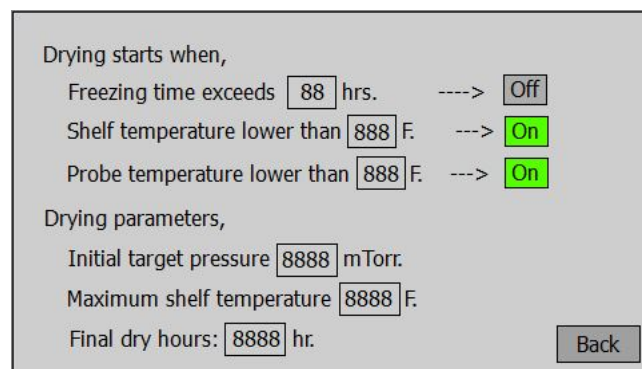 Drying starts when,
Freezing time exceeds 88 hrs. ----> Off
Shelf temperature lower than 888 F. ---> On
Probe temperature lower than 888 F. ---> On
Drying parameters,
Initial target pressure 8888 mTorr.
Maximum shelf temperature 8888 F.
Final dry hours: 8888 hr.
Back